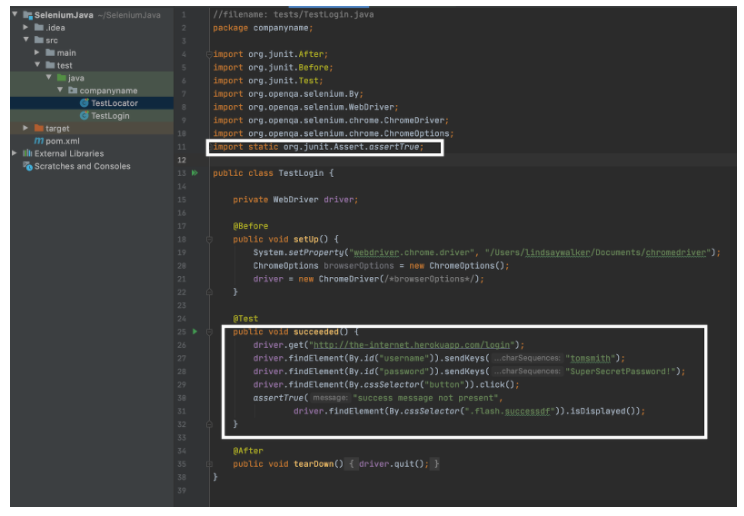 SeleniumJava ~/SeleniumJava
.idea
src
main
test
java
companyname
TestLocator
TestLogin
target
pom.xml
External Libraries
Scratches and Consoles
1 //filename: tests/TestLogin.java
2 package companyname;
3
4 import org.junit.After;
5 import org.junit.Before;
6 import org.junit.Test;
7 import org.openqa.selenium.By;
8 import org.openqa.selenium.WebDriver;
9 import org.openqa.selenium.chrome.ChromeDriver;
10 import org.openqa.selenium.chrome.ChromeOptions;
11 import static org.junit.Assert.assertTrue;
12
13 public class TestLogin {
14
15 private WebDriver driver;
16
17 @Before
18 public void setUp() {
19 System.setProperty("webdriver.chrome.driver", "/Users/lindsaywalker/Documents/chromedriver");
20 ChromeOptions browserOptions = new ChromeOptions();
21 driver = new ChromeDriver(/*browserOptions*/);
22 }
23
24 @Test
25 public void succeeded() {
26 driver.get("http://the-internet.herokuapp.com/login");
27 driver.findElement(By.id("username")).sendKeys( ...charSequences: "tomsmith");
28 driver.findElement(By.id("password")).sendKeys( ...charSequences: "SuperSecretPassword!");
29 driver.findElement(By.cssSelector("button")).click();
30 assertTrue( message: "success message not present",
31 driver.findElement(By.cssSelector(".flash.successdf")).isDisplayed());
32 }
33
34 @After
35 public void tearDown() { driver.quit(); }
38 }
39